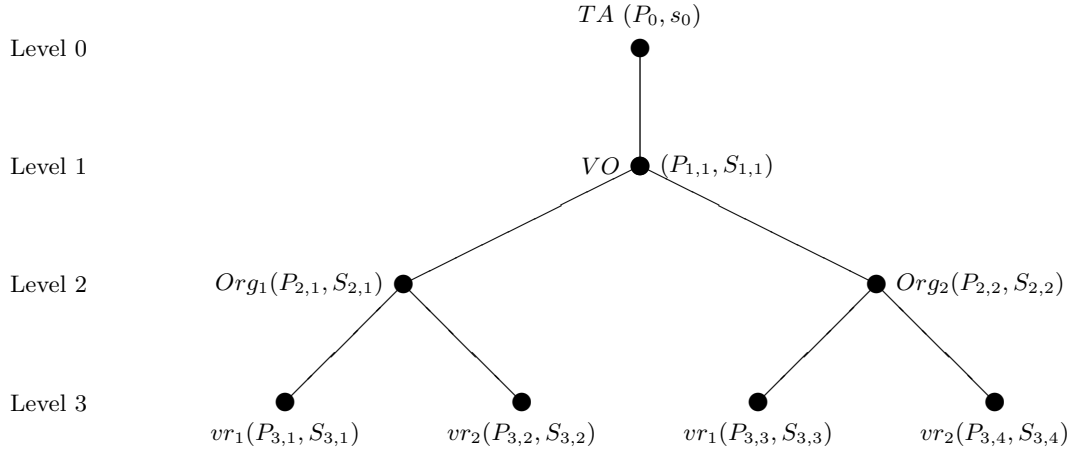 TA (P_0, s_0)
Level 0
Level 1
VO
(P_{1,1}, S_{1,1})
Level 2
Org_1(P_{2,1}, S_{2,1})
Org_2(P_{2,2}, S_{2,2})
Level 3
vr_1(P_{3,1}, S_{3,1})
vr_2(P_{3,2}, S_{3,2})
vr_1(P_{3,3}, S_{3,3})
vr_2(P_{3,4}, S_{3,4})